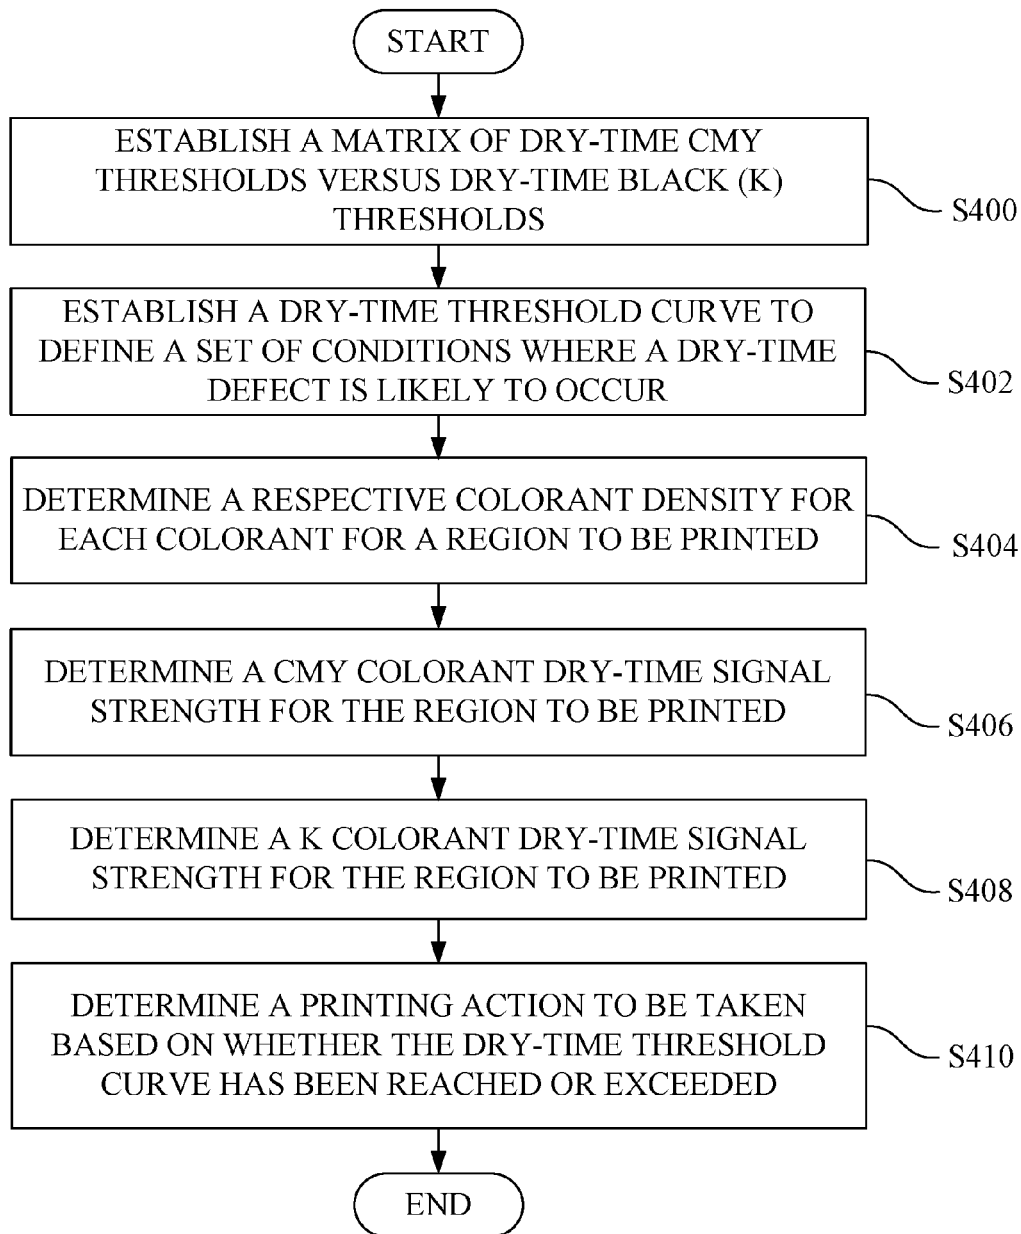 START
ESTABLISH A MATRIX OF DRY-TIME CMY
THRESHOLDS VERSUS DRY-TIME BLACK (K)
THRESHOLDS
S400
ESTABLISH A DRY-TIME THRESHOLD CURVE TO
DEFINE A SET OF CONDITIONS WHERE A DRY-TIME
DEFECT IS LIKELY TO OCCUR
S402
DETERMINE A RESPECTIVE COLORANT DENSITY FOR
EACH COLORANT FOR A REGION TO BE PRINTED
S404
DETERMINE A CMY COLORANT DRY-TIME SIGNAL
STRENGTH FOR THE REGION TO BE PRINTED
S406
DETERMINE A K COLORANT DRY-TIME SIGNAL
STRENGTH FOR THE REGION TO BE PRINTED
S408
DETERMINE A PRINTING ACTION TO BE TAKEN
BASED ON WHETHER THE DRY-TIME THRESHOLD
CURVE HAS BEEN REACHED OR EXCEEDED
S410
END